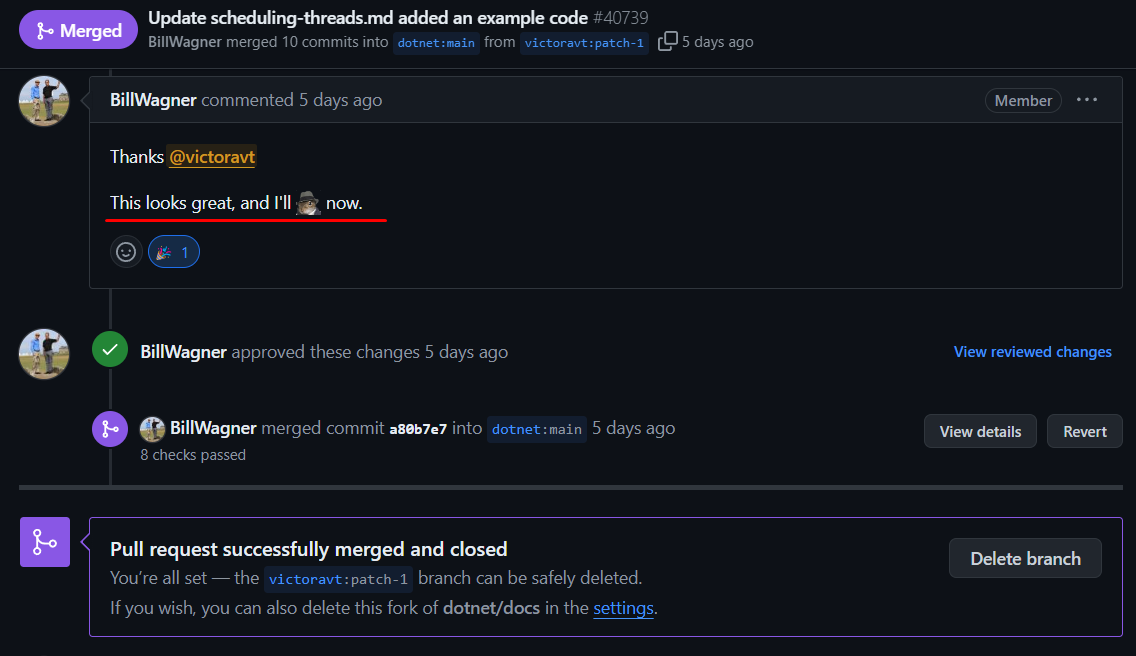 Merged
Update scheduling-threads.md added an example code #40739
BillWagner merged 10 commits into dotnet:main from victoravt:patch-1 5 days ago
BillWagner commented 5 days ago
Member
Thanks @victoravt
This looks great, and I'll now.
1
BillWagner approved these changes 5 days ago
View reviewed changes
BillWagner merged commit a80b7e7 into dotnet:main 5 days ago
View details
Revert
8 checks passed
Pull request successfully merged and closed
You’re all set — the victoravt:patch-1 branch can be safely deleted.
If you wish, you can also delete this fork of dotnet/docs in the settings.
Delete branch